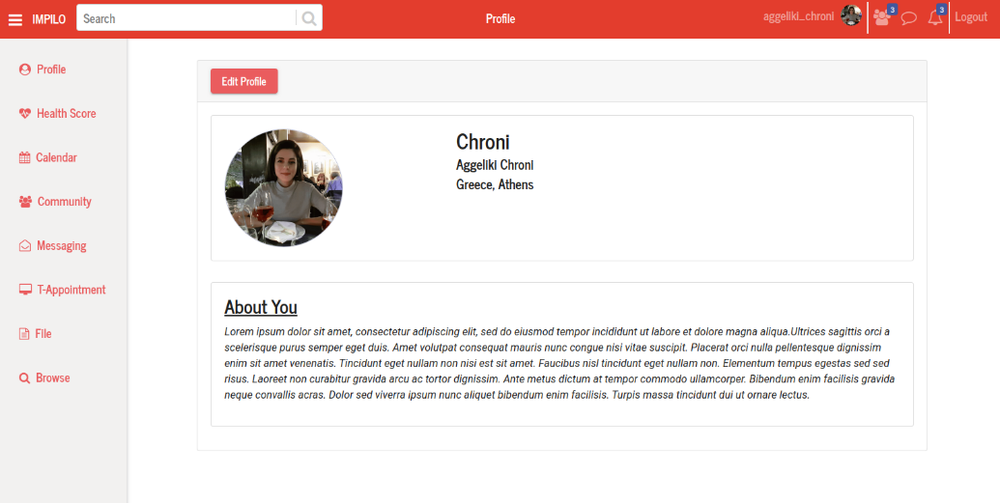 IMPILO
Search
Profile
aggeliki_chroni
3
3
Logout
Profile
Health Score
Calendar
Community
Messaging
T-Appointment
File
Browse
Edit Profile
Chroni
Aggeliki Chroni
Greece, Athens
About You
Lorem ipsum dolor sit amet, consectetur adipiscing elit, sed do eiusmod tempor incididunt ut labore et dolore magna aliqua.Ultrices sagittis orci a
scelerisque purus semper eget duis. Amet volutpat consequat mauris nunc congue nisi vitae suscipit. Placerat orci nulla pellentesque dignissim
enim sit amet venenatis. Tincidunt eget nullam non nisi est sit amet. Faucibus nisl tincidunt eget nullam non. Elementum tempus egestas sed sed
risus. Laoreet non curabitur gravida arcu ac tortor dignissim. Ante metus dictum at tempor commodo ullamcorper. Bibendum enim facilisis gravida
neque convallis acras. Dolor sed viverra ipsum nunc aliquet bibendum enim facilisis. Turpis massa tincidunt dui ut ornare lectus.